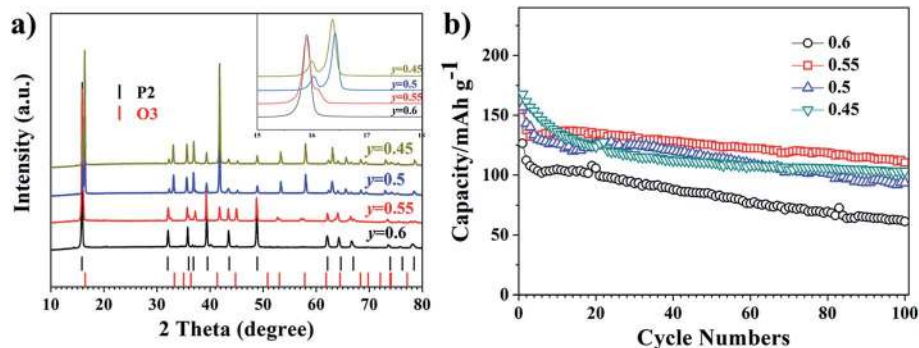 a)
Intensity (a.u.)
P2
O3
y=0.45
y=0.5
y=0.55
y=0.6
15 16 17 18
y=0.45
y=0.5
y=0.55
y=0.6
10 20 30 40 50 60 70 80
2 Theta (degree)
b)
Capacity/mAh g-1
200
150
100
50
0
0.6
0.55
0.5
0.45
0 20 40 60 80 100
Cycle Numbers